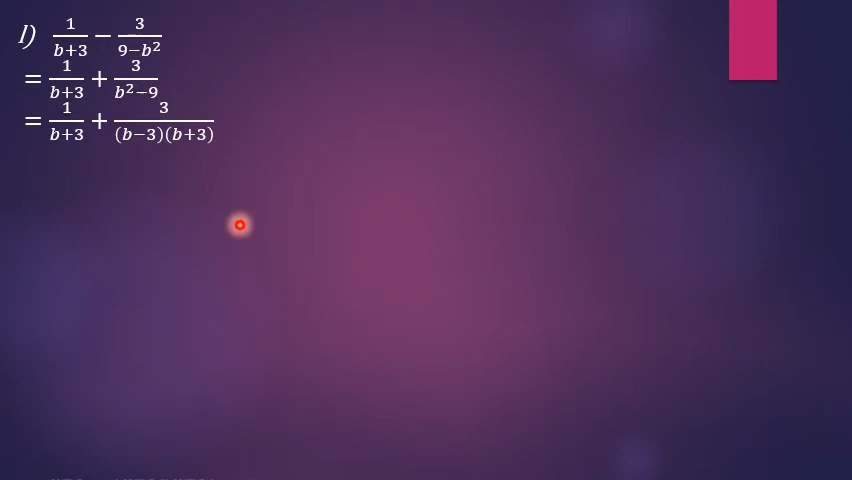 l) 1/(b+3) − 3/(9−b²)
= 1/(b+3) + 3/(b²−9)
= 1/(b+3) + 3/((b−3)(b+3))